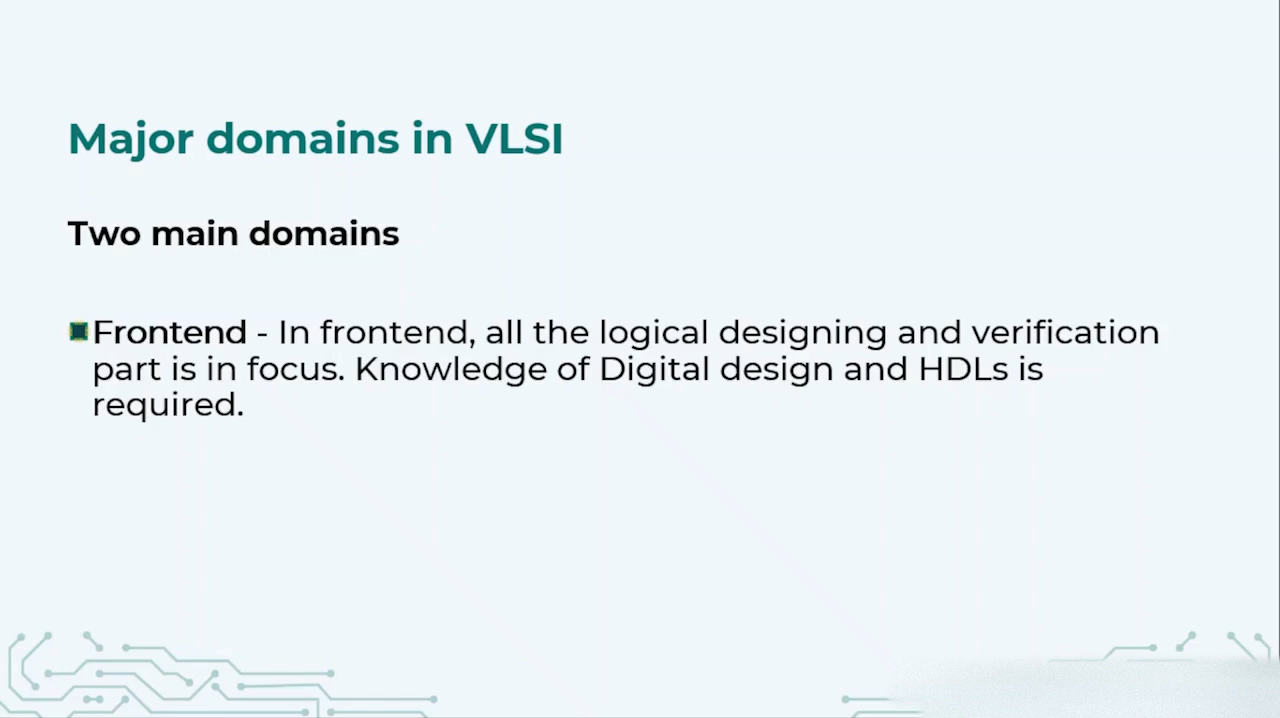 Major domains in VLSI
Two main domains
Frontend - In frontend, all the logical designing and verification
part is in focus. Knowledge of Digital design and HDLs is
required.